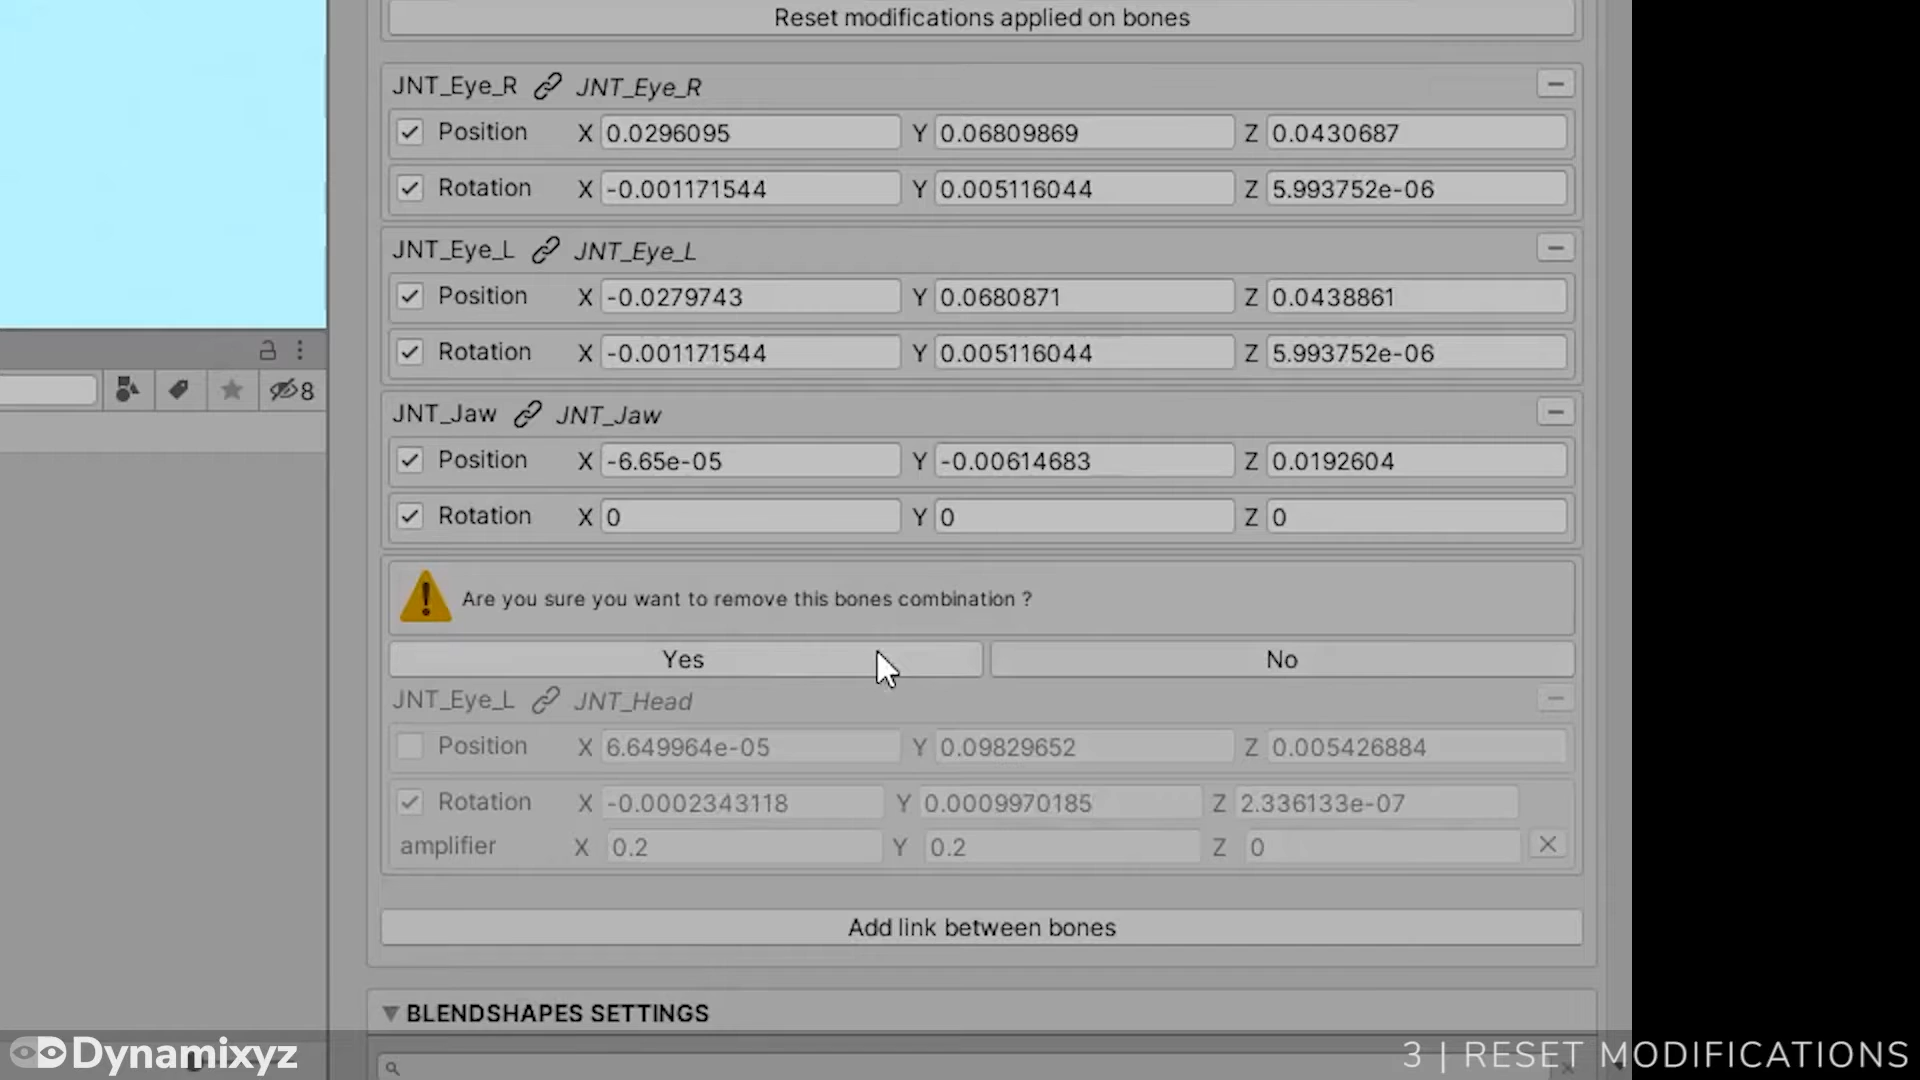 Reset modifications applied on bones
JNT_Eye_R JNT_Eye_R
Position X 0.0296095 Y 0.06809869 Z 0.0430687
Rotation X -0.001171544 Y 0.005116044 Z 5.993752e-06
JNT_Eye_L JNT_Eye_L
Position X -0.0279743 Y 0.0680871 Z 0.0438861
Rotation X -0.001171544 Y 0.005116044 Z 5.993752e-06
8
JNT_Jaw JNT_Jaw
Position X -6.65e-05 Y -0.00614683 Z 0.0192604
Rotation X 0 Y 0 Z 0
Are you sure you want to remove this bones combination ?
Yes No
JNT_Eye_L JNT_Head
Position X 6.649964e-05 Y 0.09829652 Z 0.005426884
Rotation X -0.0002343118 Y 0.0009970185 Z 2.336133e-07
amplifier X 0.2 Y 0.2 Z 0
Add link between bones
BLENDSHAPES SETTINGS
Dynamixyz
3 | RESET MODIFICATIONS